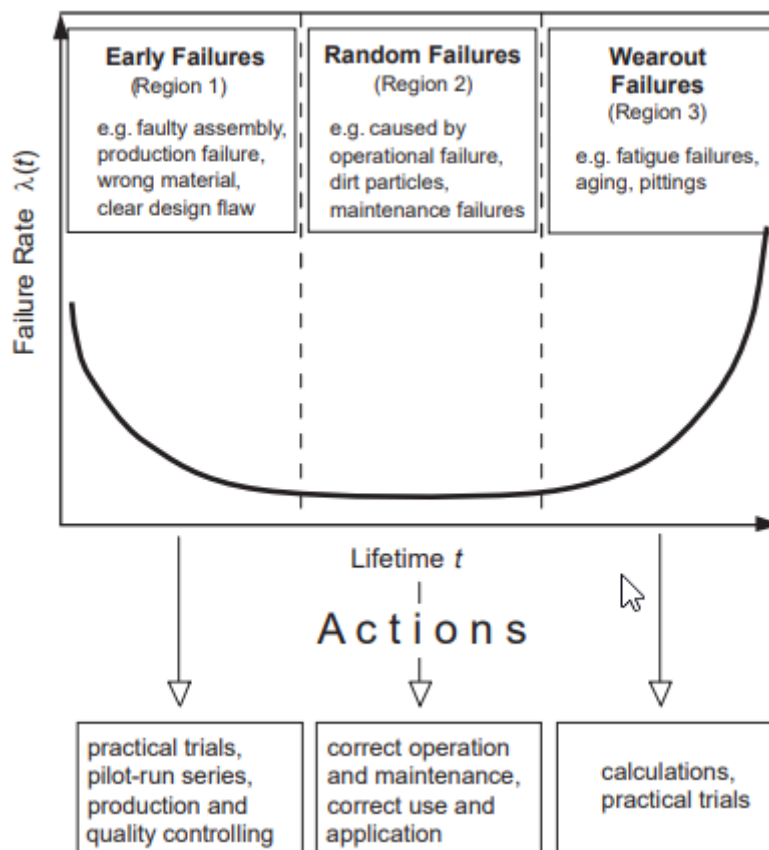 Early Failures
(Region 1)
e.g. faulty assembly,
production failure,
wrong material,
clear design flaw
Random Failures
(Region 2)
e.g. caused by
operational failure,
dirt particles,
maintenance failures
Wearout
Failures
(Region 3)
e.g. fatigue failures,
aging, pittings
Failure Rate λ(t)
Lifetime t
Actions
practical trials,
pilot-run series,
production and
quality controlling
correct operation
and maintenance,
correct use and
application
calculations,
practical trials